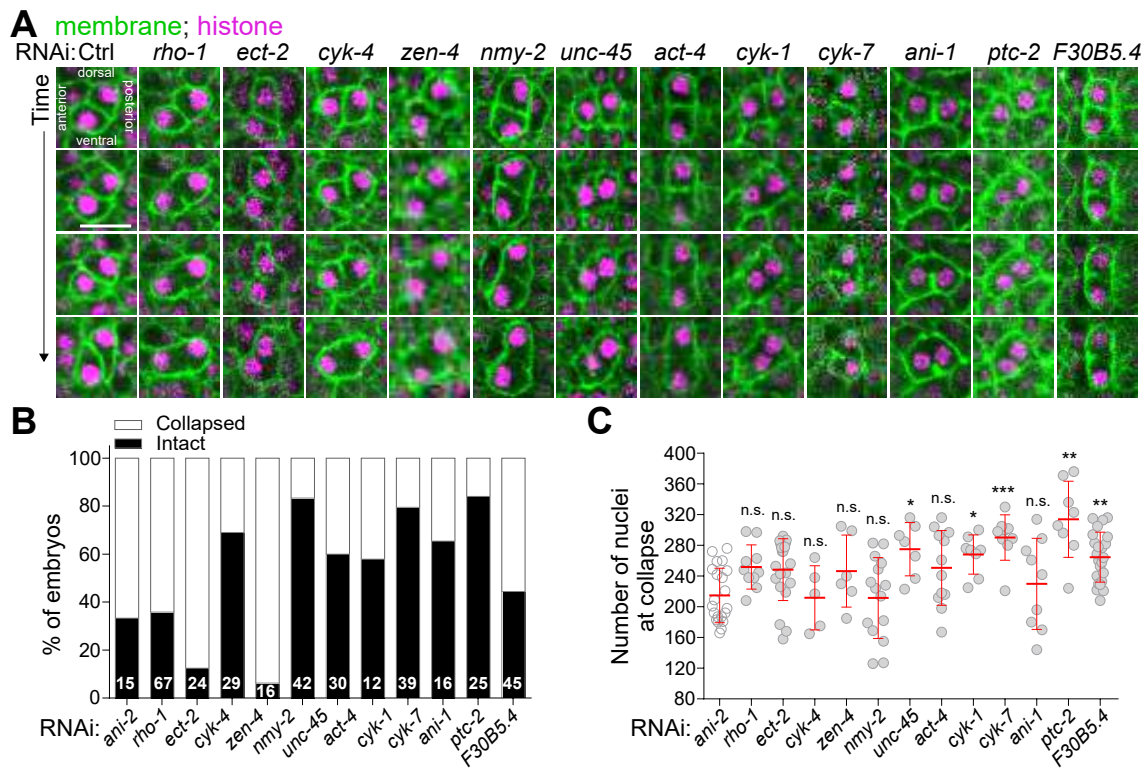 A
membrane; histone
RNAi: Ctrl rho-1 ect-2 cyk-4 zen-4 nmy-2 unc-45 act-4 cyk-1 cyk-7 ani-1 ptc-2 F30B5.4
Time
dorsal
anterior
posterior
ventral
B
Collapsed
Intact
% of embryos
100
80
60
40
20
0
15 67 24 29 16 42 30 12 39 16 25 45
RNAi: ani-2 rho-1 ect-2 cyk-4 zen-4 nmy-2 unc-45 act-4 cyk-1 cyk-7 ani-1 ptc-2 F30B5.4
C
Number of nuclei
at collapse
400
360
320
280
240
200
160
120
80
n.s. n.s. n.s. n.s. n.s. * n.s. * *** n.s. ** **
RNAi: ani-2 rho-1 ect-2 cyk-4 zen-4 nmy-2 unc-45 act-4 cyk-1 cyk-7 ani-1 ptc-2 F30B5.4